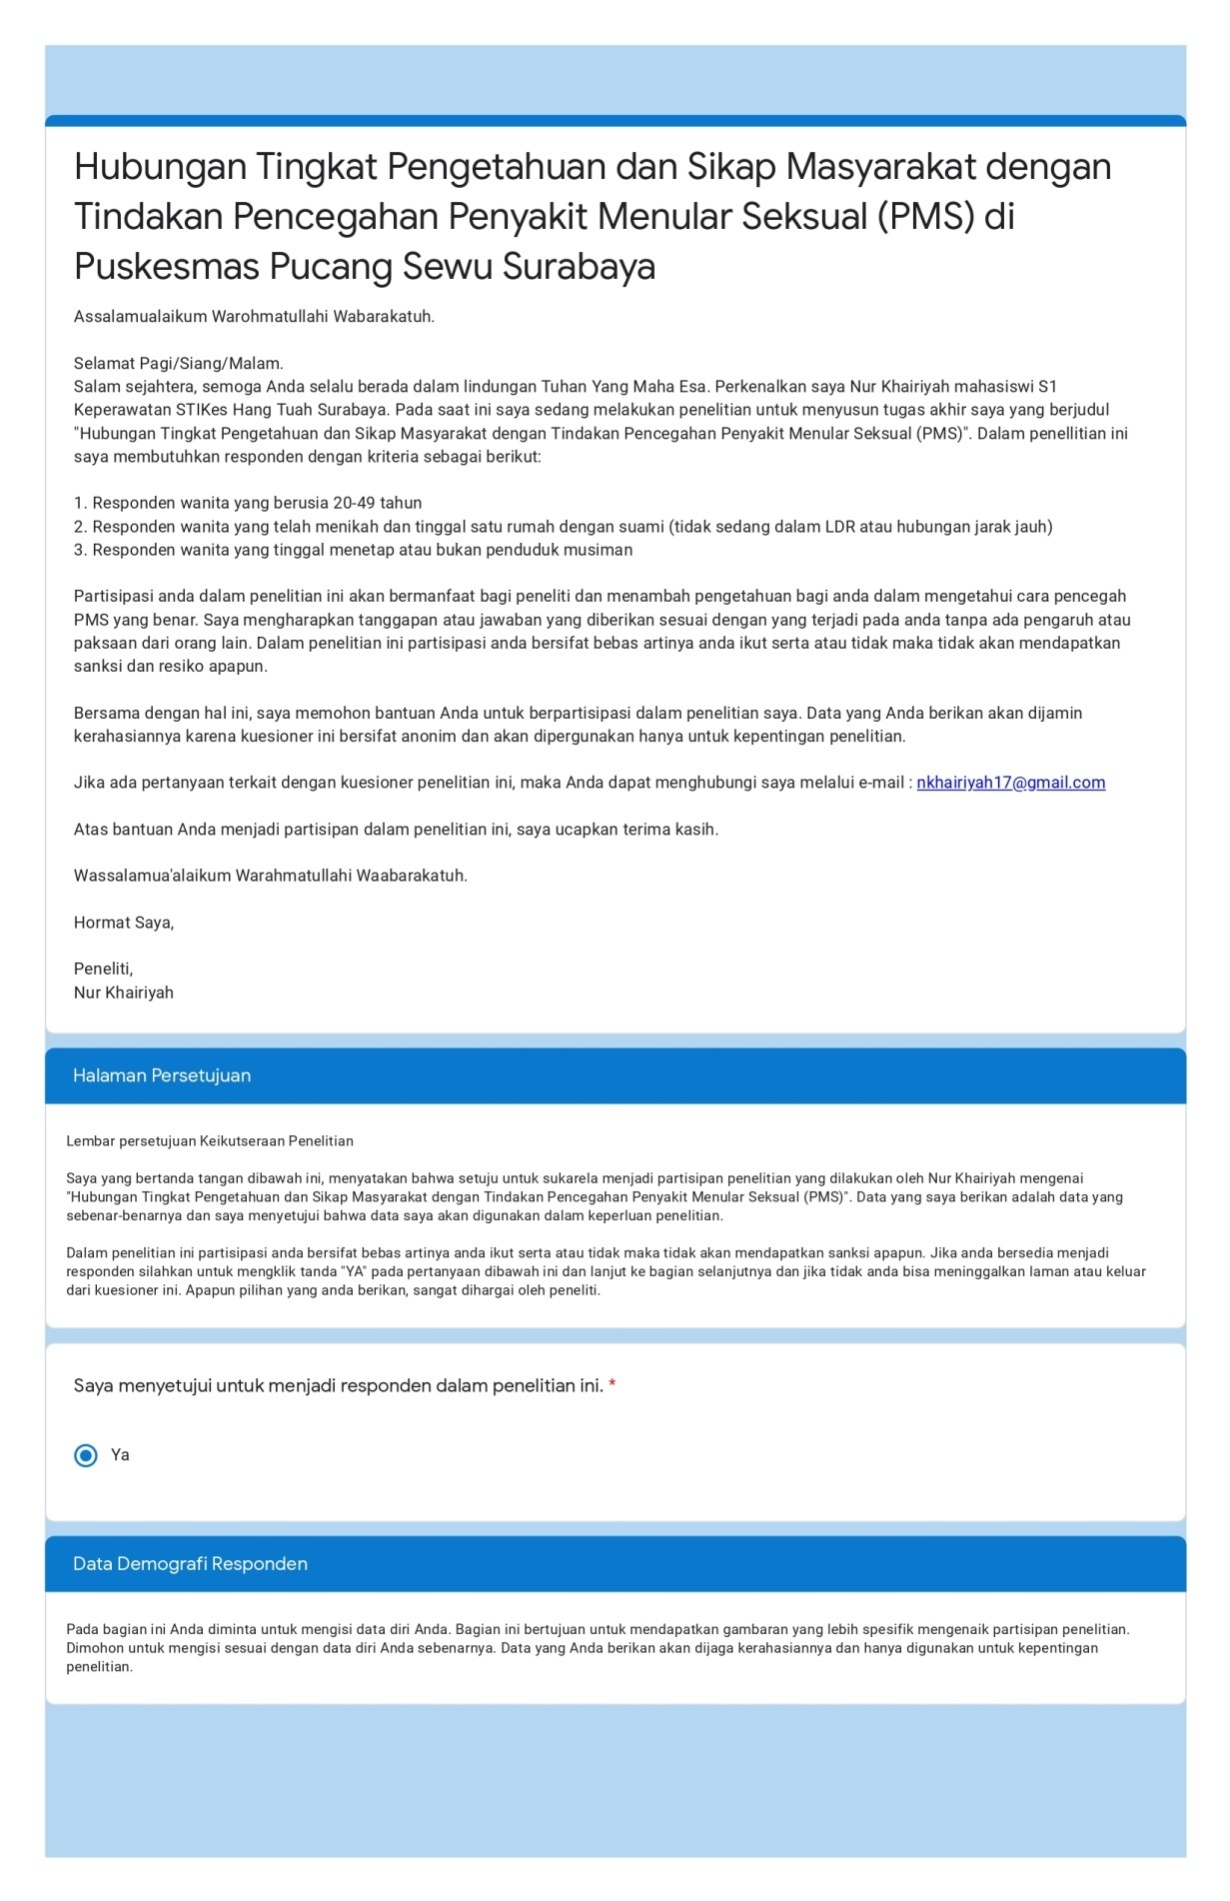 Hubungan Tingkat Pengetahuan dan Sikap Masyarakat dengan
Tindakan Pencegahan Penyakit Menular Seksual (PMS) di
Puskesmas Pucang Sewu Surabaya
Assalamualaikum Warohmatullahi Wabarakatuh.
Selamat Pagi/Siang/Malam.
Salam sejahtera, semoga Anda selalu berada dalam lindungan Tuhan Yang Maha Esa. Perkenalkan saya Nur Khairiyah mahasiswi S1
Keperawatan STIKes Hang Tuah Surabaya. Pada saat ini saya sedang melakukan penelitian untuk menyusun tugas akhir saya yang berjudul
"Hubungan Tingkat Pengetahuan dan Sikap Masyarakat dengan Tindakan Pencegahan Penyakit Menular Seksual (PMS)". Dalam penellitian ini
saya membutuhkan responden dengan kriteria sebagai berikut:
1. Responden wanita yang berusia 20-49 tahun
2. Responden wanita yang telah menikah dan tinggal satu rumah dengan suami (tidak sedang dalam LDR atau hubungan jarak jauh)
3. Responden wanita yang tinggal menetap atau bukan penduduk musiman
Partisipasi anda dalam penelitian ini akan bermanfaat bagi peneliti dan menambah pengetahuan bagi anda dalam mengetahui cara pencegah
PMS yang benar. Saya mengharapkan tanggapan atau jawaban yang diberikan sesuai dengan yang terjadi pada anda tanpa ada pengaruh atau
paksaan dari orang lain. Dalam penelitian ini partisipasi anda bersifat bebas artinya anda ikut serta atau tidak maka tidak akan mendapatkan
sanksi dan resiko apapun.
Bersama dengan hal ini, saya memohon bantuan Anda untuk berpartisipasi dalam penelitian saya. Data yang Anda berikan akan dijamin
kerahasiannya karena kuesioner ini bersifat anonim dan akan dipergunakan hanya untuk kepentingan penelitian.
Jika ada pertanyaan terkait dengan kuesioner penelitian ini, maka Anda dapat menghubungi saya melalui e-mail : nkhairiyah17@gmail.com
Atas bantuan Anda menjadi partisipan dalam penelitian ini, saya ucapkan terima kasih.
Wassalamua'alaikum Warahmatullahi Waabarakatuh.
Hormat Saya,
Peneliti,
Nur Khairiyah
Halaman Persetujuan
Lembar persetujuan Keikutseraan Penelitian
Saya yang bertanda tangan dibawah ini, menyatakan bahwa setuju untuk sukarela menjadi partisipan penelitian yang dilakukan oleh Nur Khairiyah mengenai
"Hubungan Tingkat Pengetahuan dan Sikap Masyarakat dengan Tindakan Pencegahan Penyakit Menular Seksual (PMS)". Data yang saya berikan adalah data yang
sebenar-benarnya dan saya menyetujui bahwa data saya akan digunakan dalam keperluan penelitian.
Dalam penelitian ini partisipasi anda bersifat bebas artinya anda ikut serta atau tidak maka tidak akan mendapatkan sanksi apapun. Jika anda bersedia menjadi
responden silahkan untuk mengklik tanda "YA" pada pertanyaan dibawah ini dan lanjut ke bagian selanjutnya dan jika tidak anda bisa meninggalkan laman atau keluar
dari kuesioner ini. Apapun pilihan yang anda berikan, sangat dihargai oleh peneliti.
Saya menyetujui untuk menjadi responden dalam penelitian ini. *
Ya
Data Demografi Responden
Pada bagian ini Anda diminta untuk mengisi data diri Anda. Bagian ini bertujuan untuk mendapatkan gambaran yang lebih spesifik mengenaik partisipan penelitian.
Dimohon untuk mengisi sesuai dengan data diri Anda sebenarnya. Data yang Anda berikan akan dijaga kerahasiannya dan hanya digunakan untuk kepentingan
penelitian.